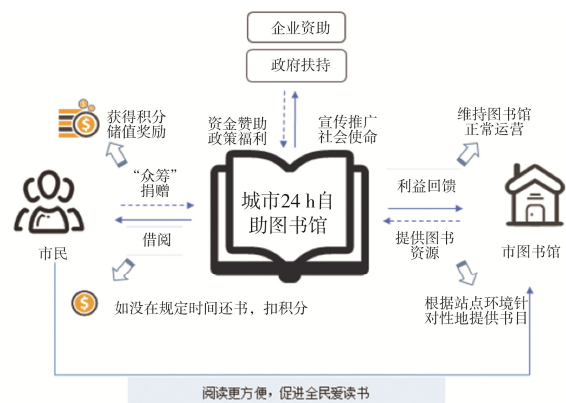 企业资助
政府扶持
获得积分
储值奖励
资金赞助
政策福利
宣传推广
社会使命
维持图书馆
正常运营
“众筹”
捐赠
城市24 h自
助图书馆
利益回馈
市民
借阅
提供图书
资源
市图书馆
如没在规定时间还书，扣积分
根据站点环境针
对性地提供书目
阅读更方便，促进全民爱读书